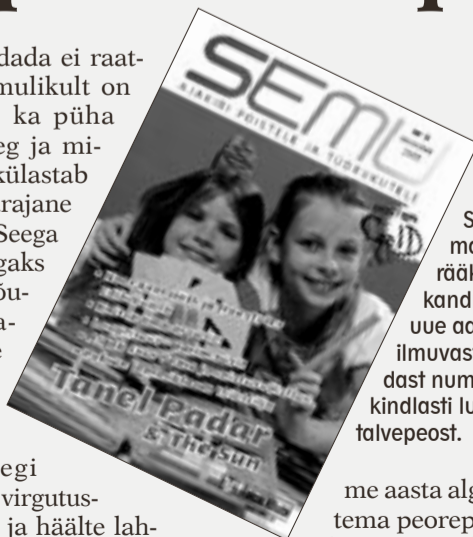 dada ei raat-
mulikult on
ka püha
eg ja mi-
külastab
rajane
Seega
gaks
õu-
a-
e
egi
virgutus-
ja häälte lah-
SEMU
AJAKIRI POISTELE JA TÜDRUKUTELE
Tanel Padar
& The Sun
S
ma
rääk
kand
uue aa
ilmuvast
dast num
kindlasti lu
talvepeost.
me aasta alg
tema peorep